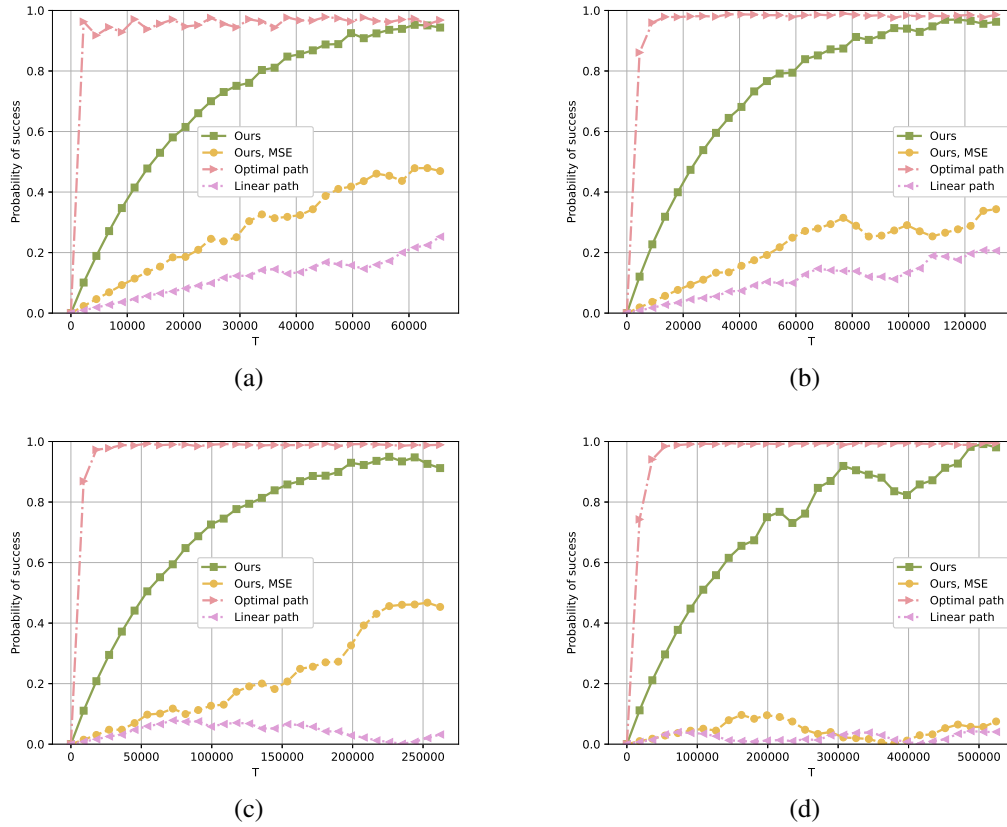 1.0
0.8
0.6
0.4
0.2
0.0
Probability of success
Ours
Ours, MSE
Optimal path
Linear path
0 10000 20000 30000 40000 50000 60000
T
(a)
1.0
0.8
0.6
0.4
0.2
0.0
Probability of success
Ours
Ours, MSE
Optimal path
Linear path
0 20000 40000 60000 80000 100000 120000
T
(b)
1.0
0.8
0.6
0.4
0.2
0.0
Probability of success
Ours
Ours, MSE
Optimal path
Linear path
0 50000 100000 150000 200000 250000
T
(c)
1.0
0.8
0.6
0.4
0.2
0.0
Probability of success
Ours
Ours, MSE
Optimal path
Linear path
0 100000 200000 300000 400000 500000
T
(d)